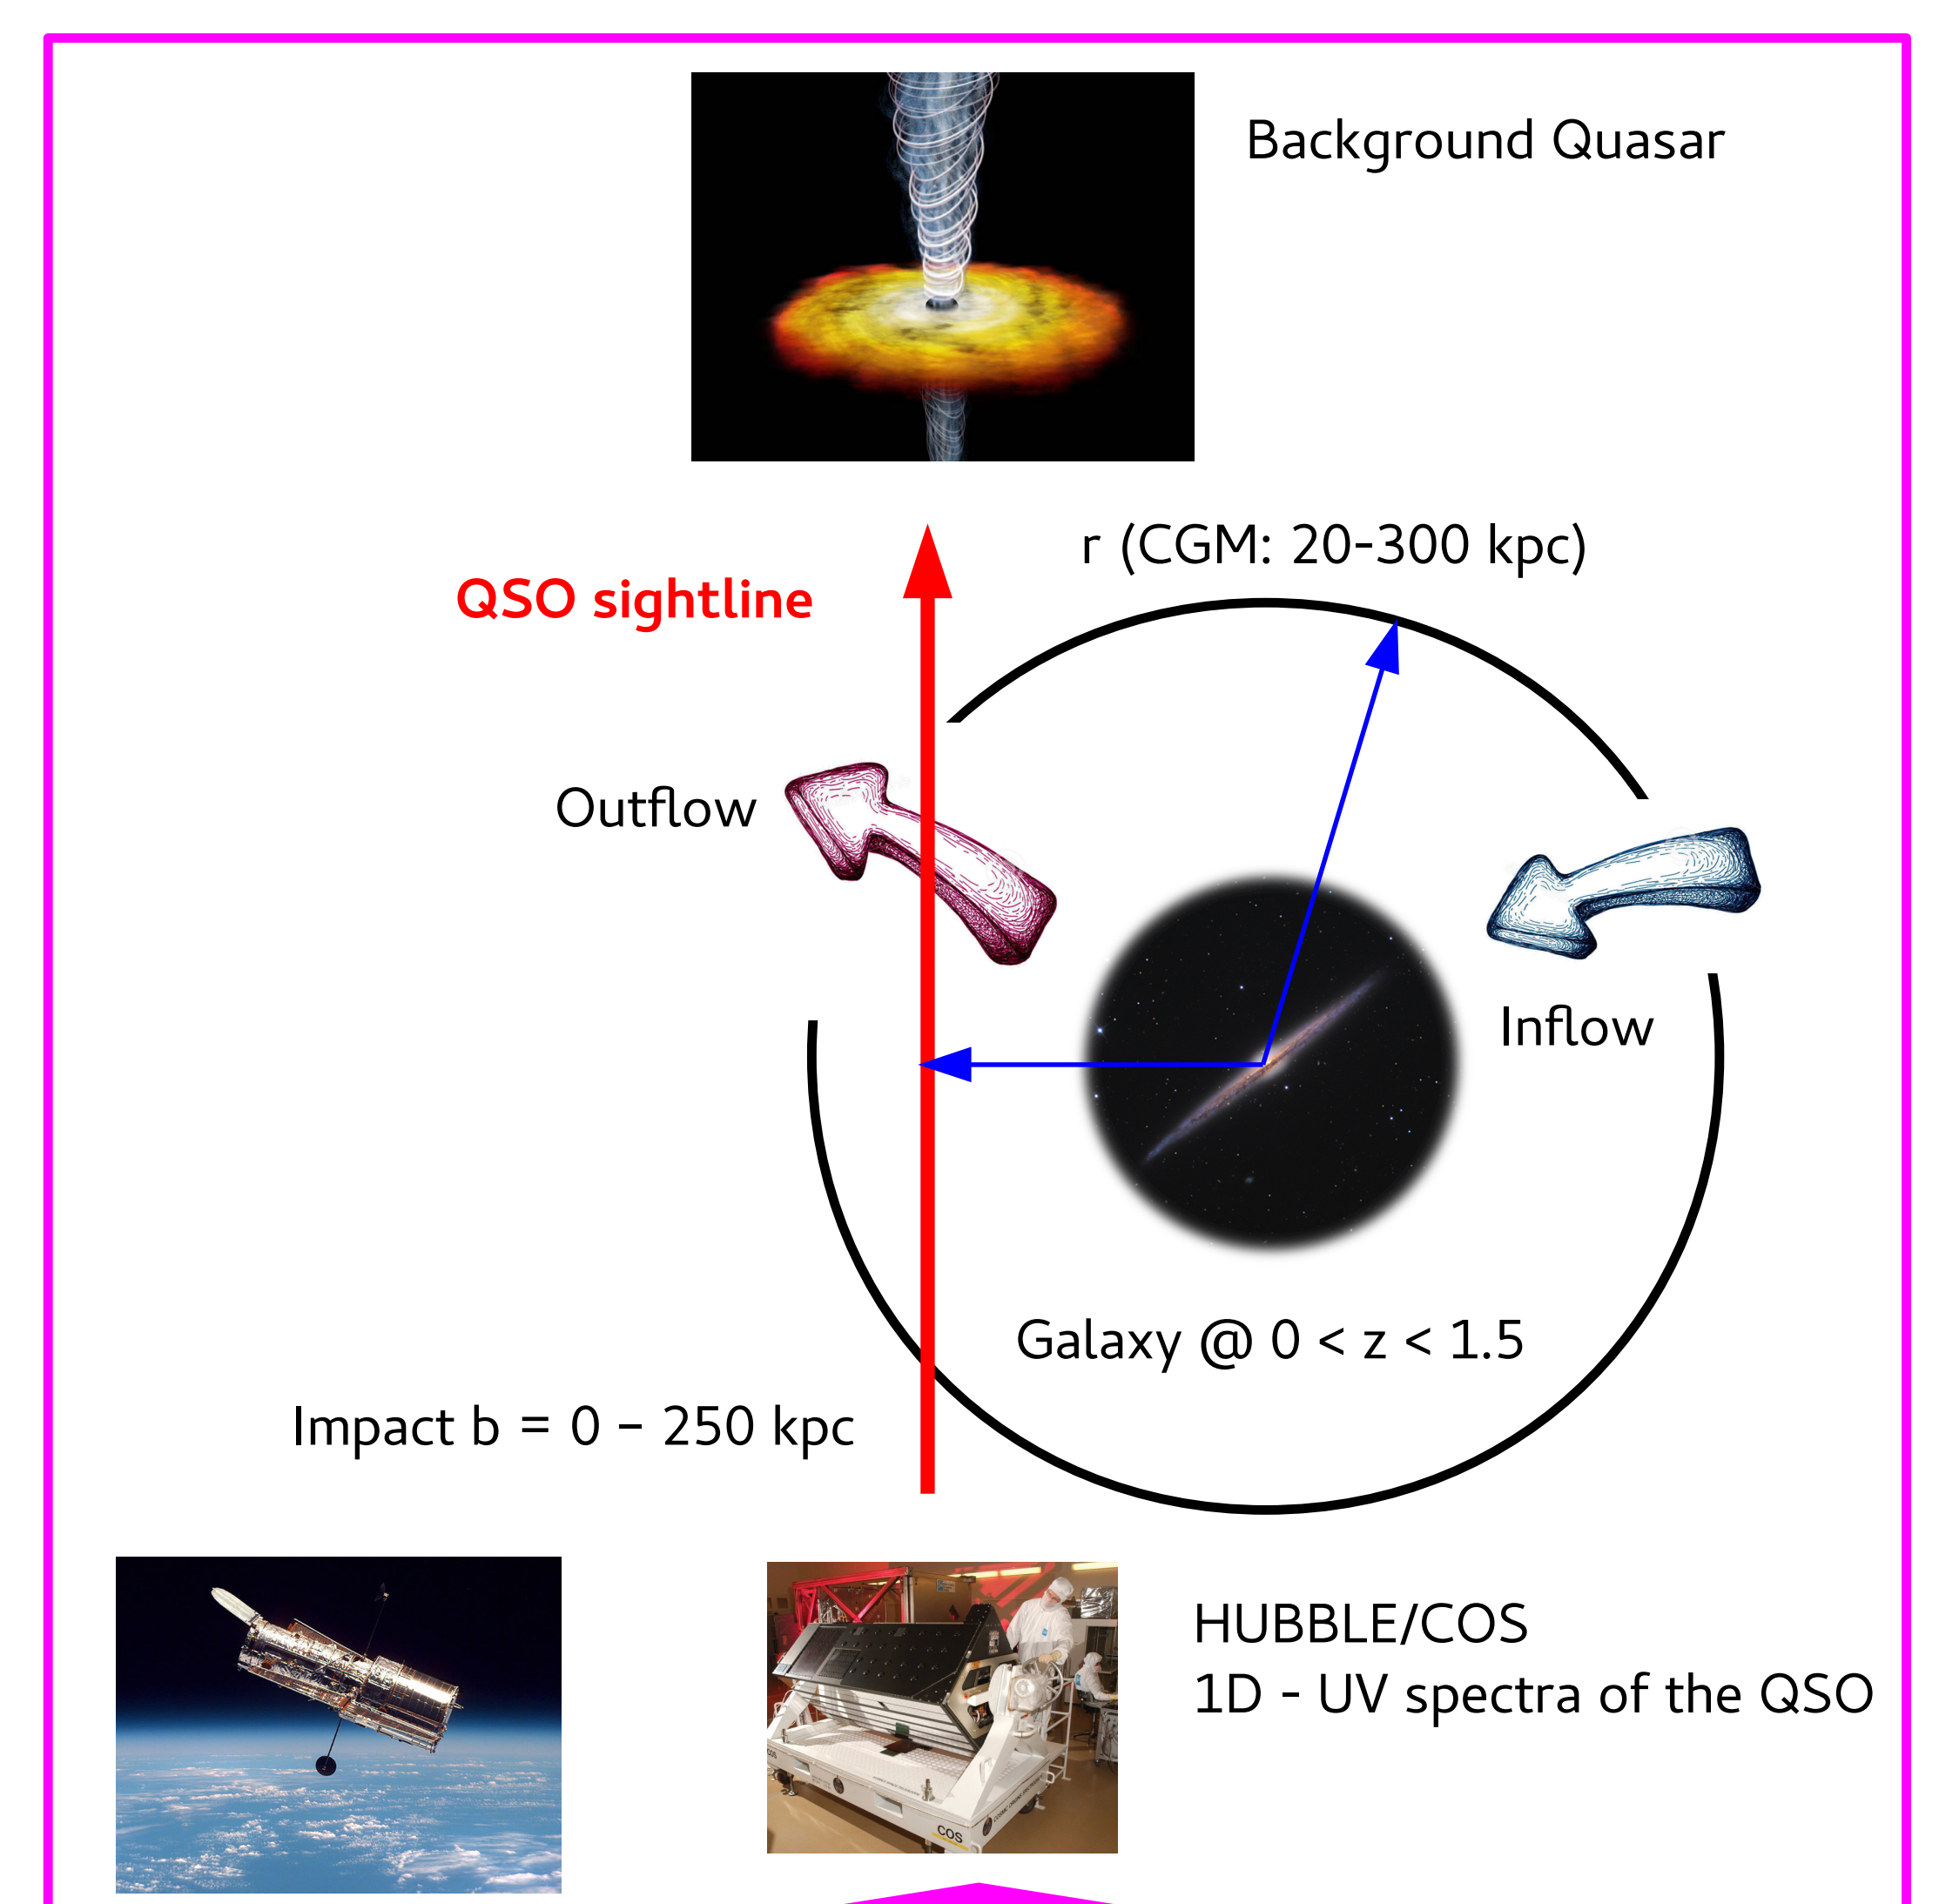 Background Quasar
r (CGM: 20-300 kpc)
QSO sightline
Outflow
Inflow
Galaxy @ 0 < z < 1.5
Impact b = 0 – 250 kpc
HUBBLE/COS
1D - UV spectra of the QSO
COS